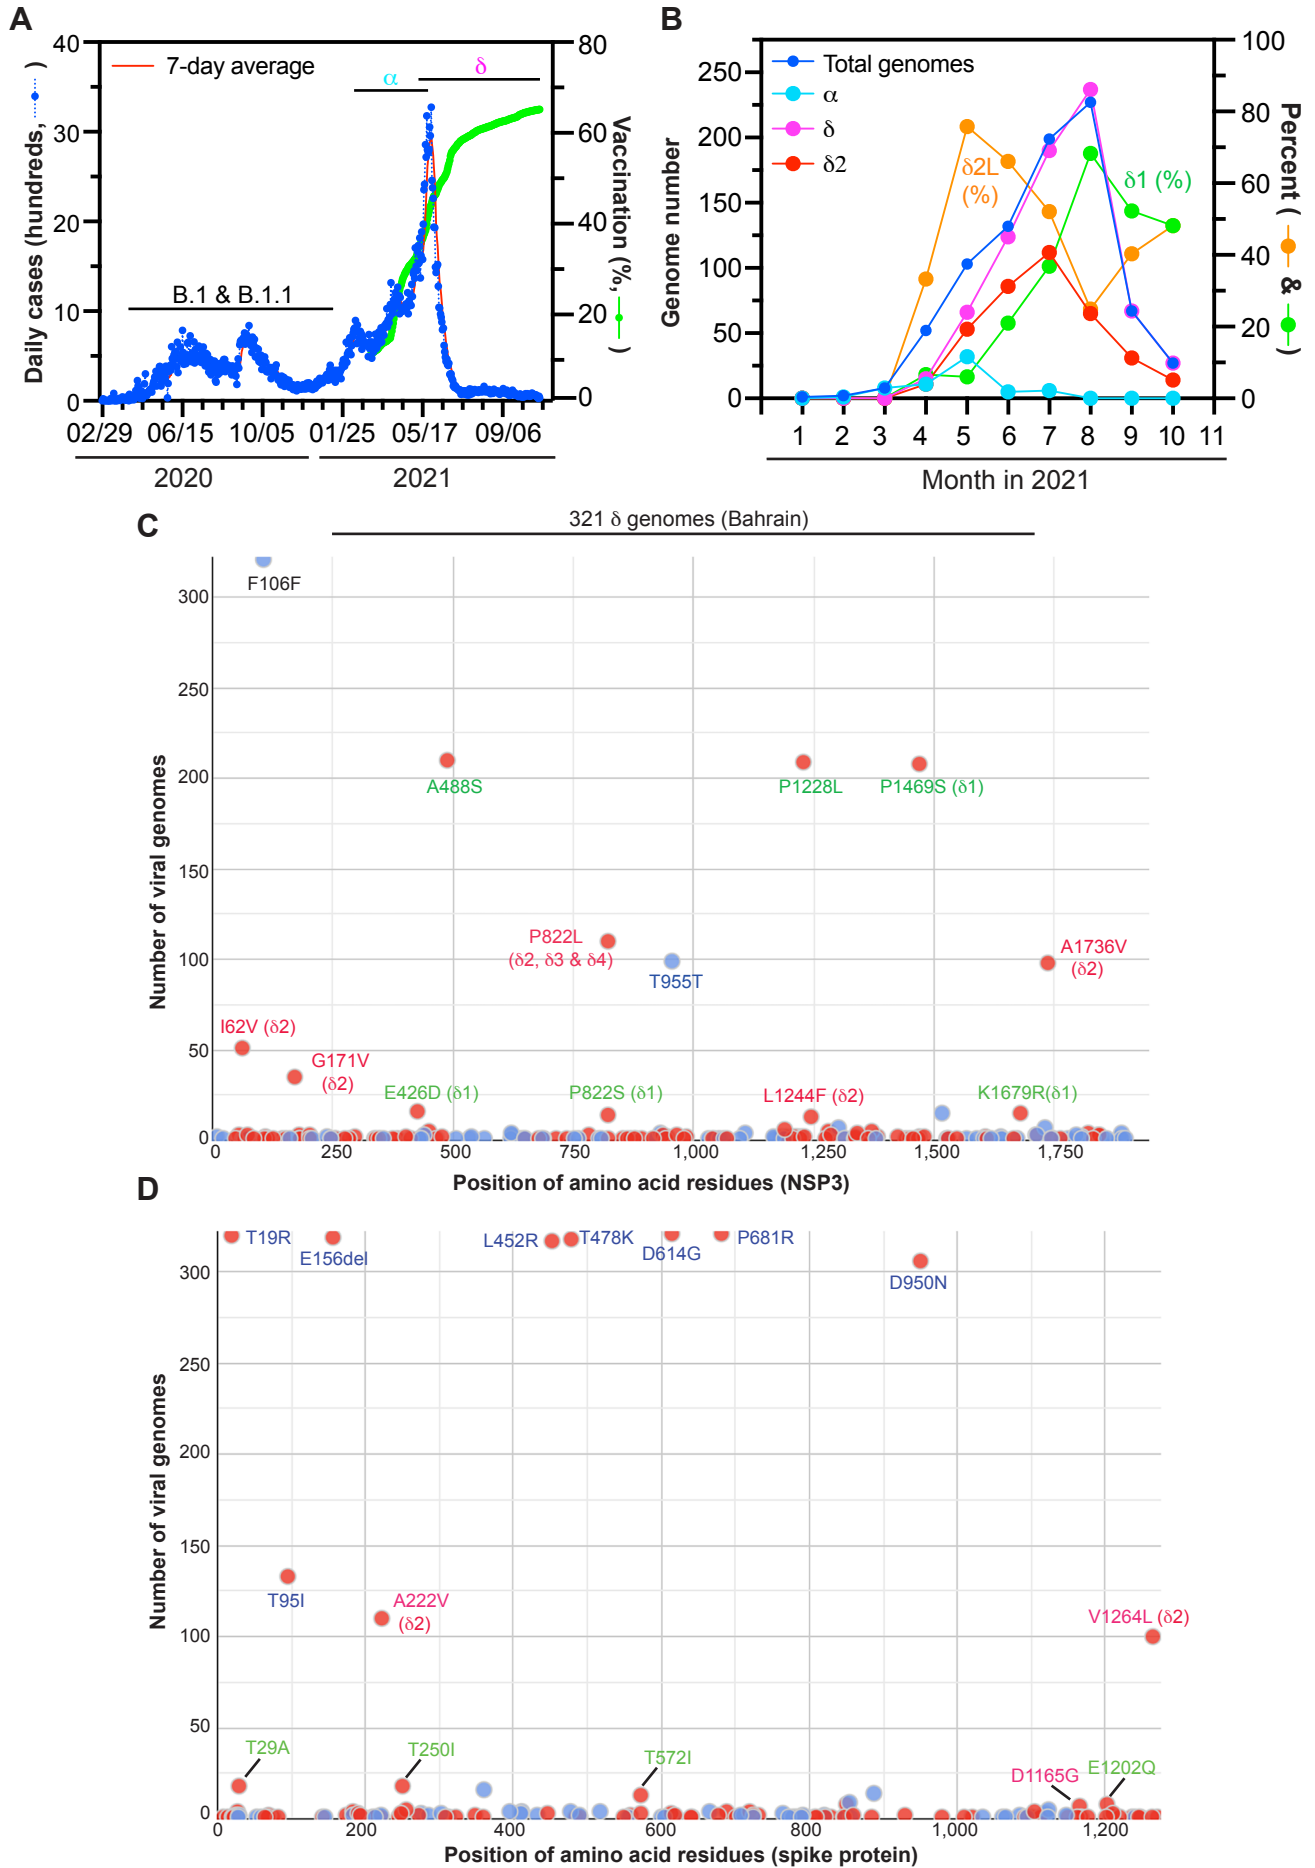 A
40
30
20
10
0
Daily cases (hundreds, )
7-day average
α
δ
B.1 & B.1.1
80
60
40
20
0
Vaccination (%, )
02/29 06/15 10/05 01/25 05/17 09/06
2020 2021
B
250
200
150
100
50
0
Genome number
Total genomes
α
δ
δ2
δ2L
(%)
δ1 (%)
100
80
60
40
20
0
Percent ( & )
1 2 3 4 5 6 7 8 9 10 11
Month in 2021
C
321 δ genomes (Bahrain)
F106F
300
250
200
150
100
50
0
Number of viral genomes
A488S
P1228L
P1469S (δ1)
P822L
(δ2, δ3 & δ4)
T955T
A1736V
(δ2)
I62V (δ2)
G171V
(δ2)
E426D (δ1)
P822S (δ1)
L1244F (δ2)
K1679R(δ1)
0 250 500 750 1,000 1,250 1,500 1,750
Position of amino acid residues (NSP3)
D
T19R
E156del
L452R
T478K
D614G
P681R
D950N
300
250
200
150
100
50
0
Number of viral genomes
T95I
A222V
(δ2)
V1264L (δ2)
T29A
T250I
T572I
D1165G
E1202Q
0 200 400 600 800 1,000 1,200
Position of amino acid residues (spike protein)